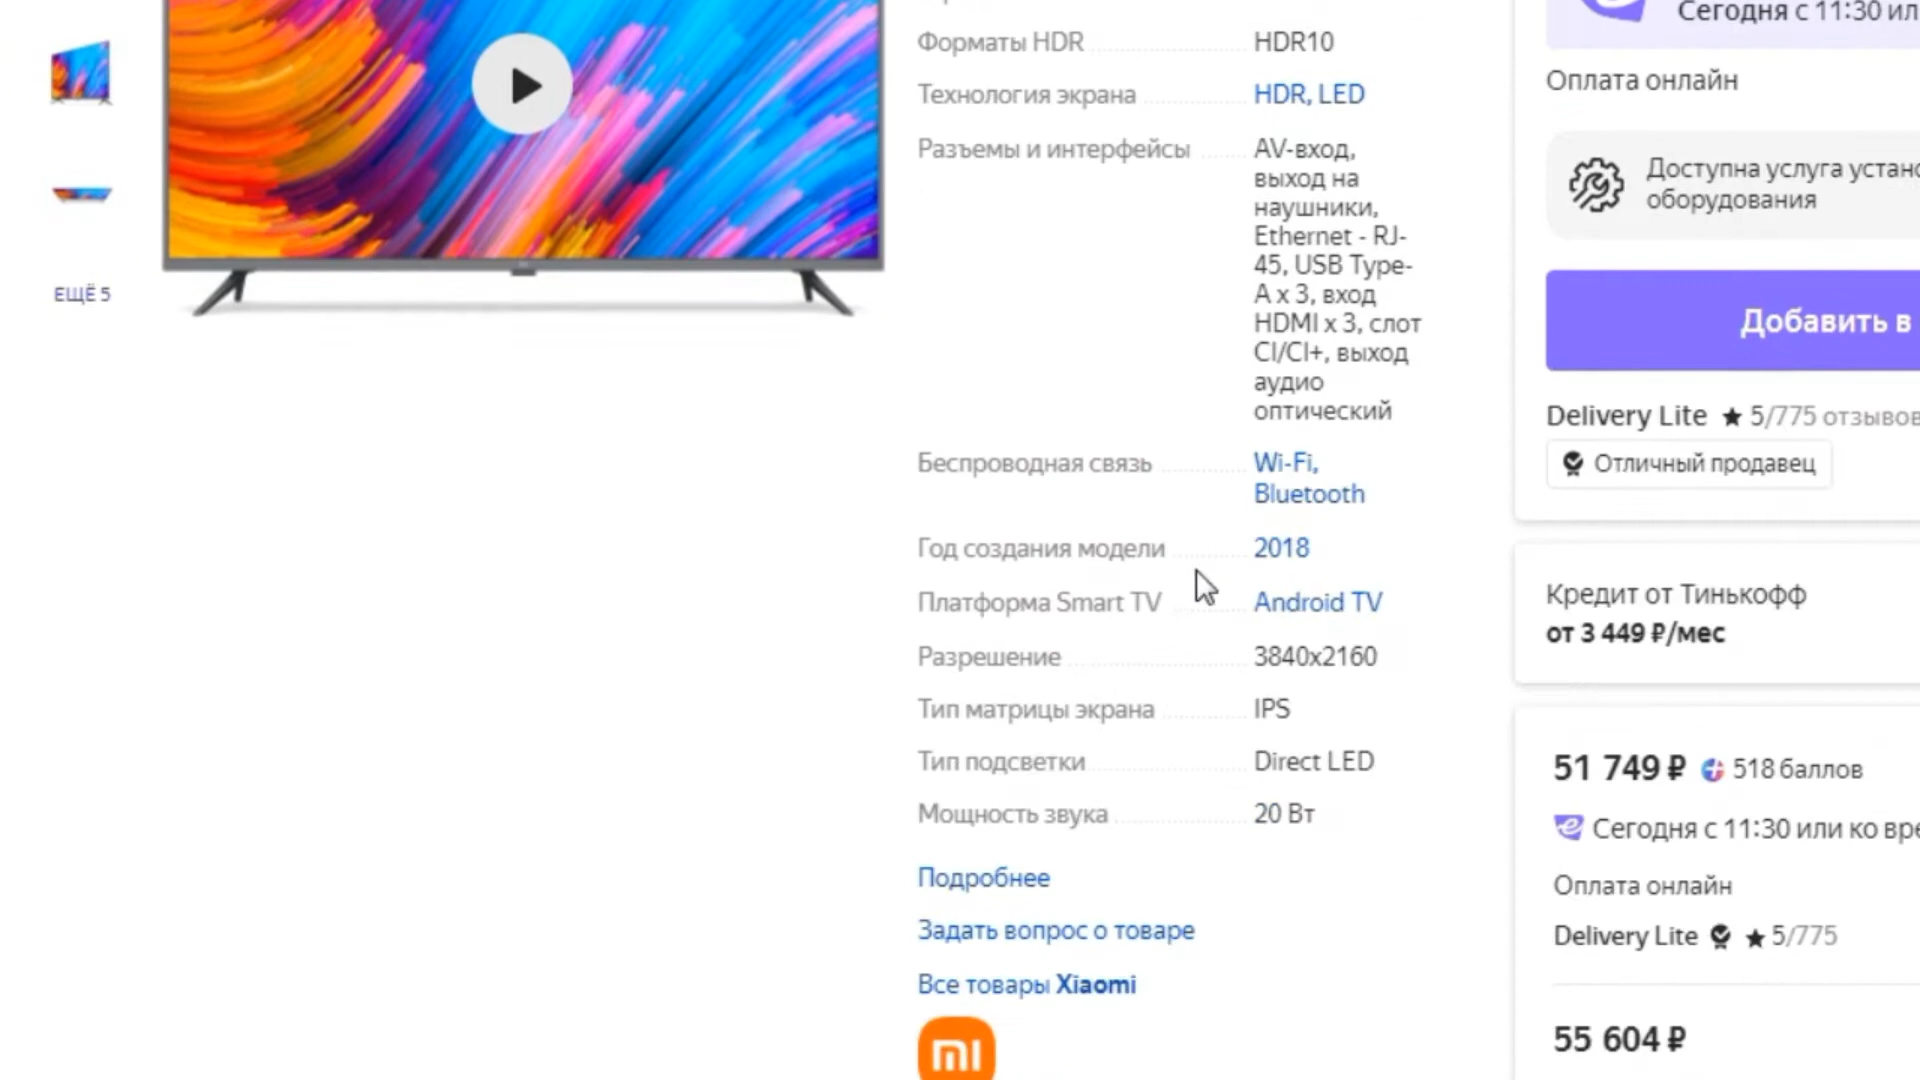 ЕЩЁ 5
Форматы HDR
HDR10
Технология экрана
HDR, LED
Разъемы и интерфейсы
AV-вход,
выход на
наушники,
Ethernet - RJ-
45, USB Type-
A x 3, вход
HDMI x 3, слот
CI/CI+, выход
аудио
оптический
Беспроводная связь
Wi-Fi,
Bluetooth
Год создания модели
2018
Платформа Smart TV
Android TV
Разрешение
3840x2160
Тип матрицы экрана
IPS
Тип подсветки
Direct LED
Мощность звука
20 Вт
Подробнее
Задать вопрос о товаре
Все товары Xiaomi
mi
Сегодня с 11:30 ил
Оплата онлайн
Доступна услуга устано
оборудования
Добавить в
Delivery Lite ★ 5/775 отзывов
Отличный продавец
Кредит от Тинькофф
от 3 449 ₽/мес
51 749 ₽ 518 баллов
Сегодня с 11:30 или ко вре
Оплата онлайн
Delivery Lite ★ 5/775
55 604 ₽